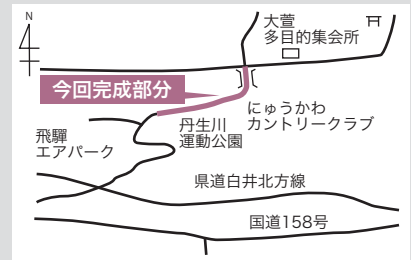 N
大萱
多目的集会所
今回完成部分
にゅうかわ
カントリークラブ
丹生川
運動公園
飛騨
エアパーク
県道白井北方線
国道158号